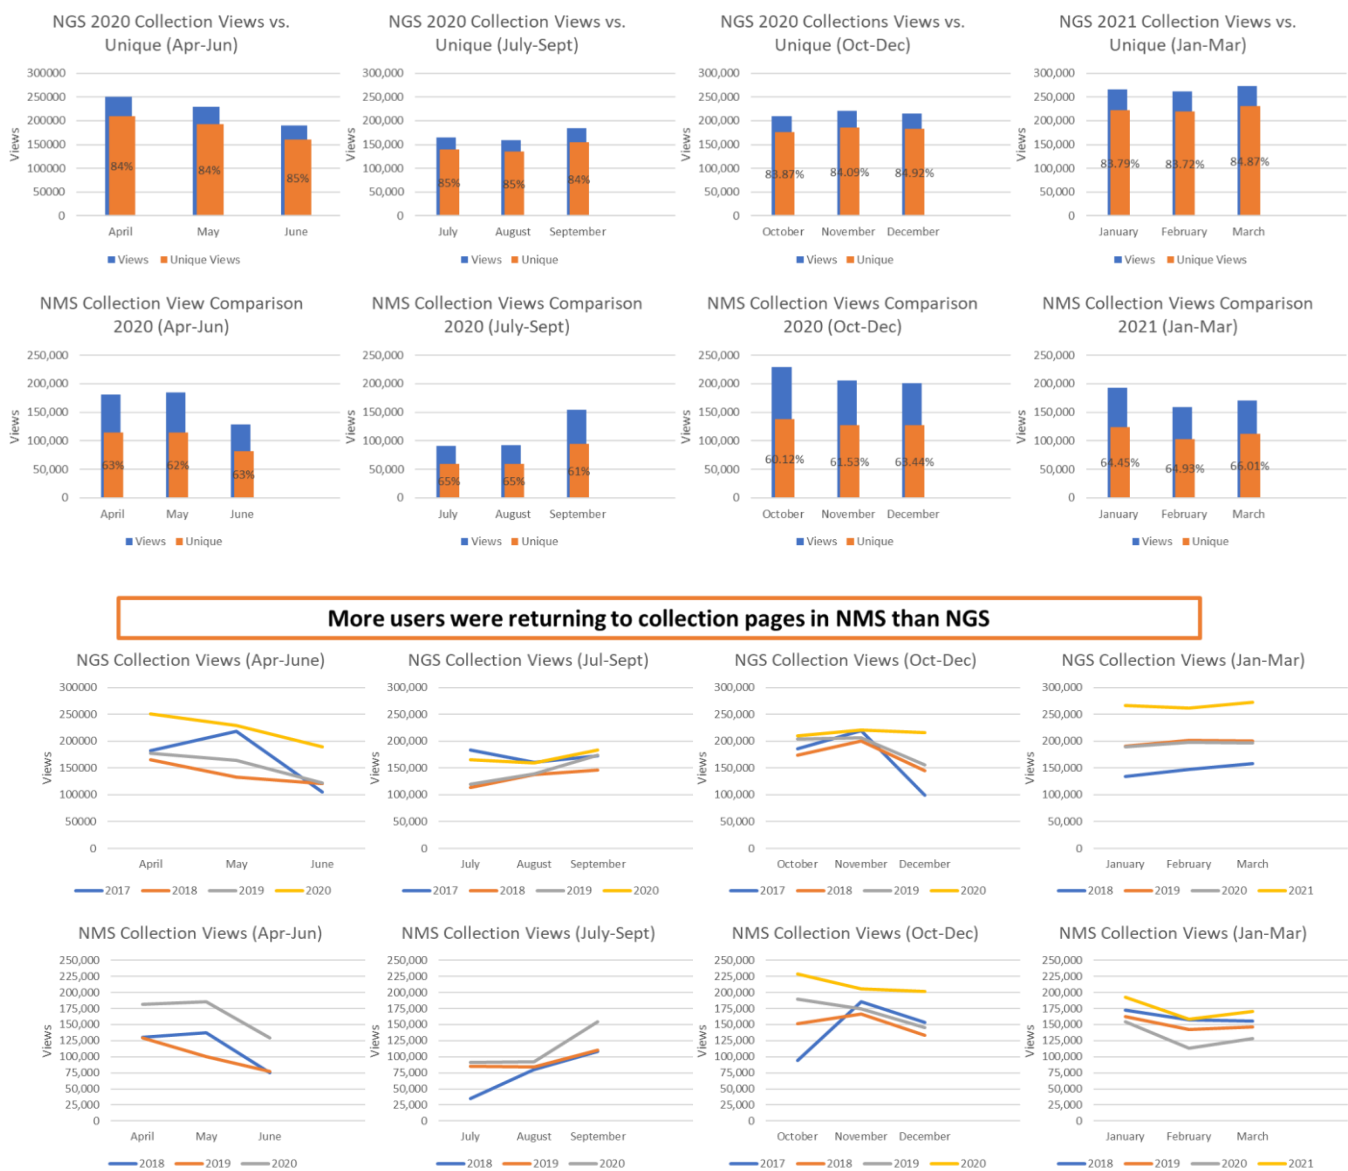 NGS 2020 Collection Views vs.
Unique (Apr-Jun)
300000
250000
200000
150000
100000
50000
0
Views
84%
84%
85%
April
May
June
Views
Unique Views
NGS 2020 Collection Views vs.
Unique (July-Sept)
300,000
250,000
200,000
150,000
100,000
50,000
0
85%
85%
84%
July
August
September
Views
Unique
NGS 2020 Collections Views vs.
Unique (Oct-Dec)
300,000
250,000
200,000
150,000
100,000
50,000
0
Views
83.87%
84.09%
84.92%
October
November
December
Views
Unique
NGS 2021 Collection Views vs.
Unique (Jan-Mar)
300,000
250,000
200,000
150,000
100,000
50,000
0
Views
83.79%
83.72%
84.87%
January
February
March
Views
Unique Views
NMS Collection View Comparison
2020 (Apr-Jun)
250,000
200,000
150,000
100,000
50,000
0
Views
63%
62%
63%
April
May
June
Views
Unique
NMS Collection Views Comparison
2020 (July-Sept)
250,000
200,000
150,000
100,000
50,000
0
Views
65%
65%
61%
July
August
September
Views
Unique
NMS Collection Views Comparison
2020 (Oct-Dec)
250,000
200,000
150,000
100,000
50,000
0
Views
60.12%
61.53%
63.44%
October
November
December
Views
Unique
NMS Collection Views Comparison
2021 (Jan-Mar)
250,000
200,000
150,000
100,000
50,000
0
Views
64.45%
64.93%
66.01%
January
February
March
Views
Unique
More users were returning to collection pages in NMS than NGS
NGS Collection Views (Apr-June)
300000
250000
200000
150000
100000
50000
0
Views
April
May
June
2017
2018
2019
2020
NGS Collection Views (Jul-Sept)
300,000
250,000
200,000
150,000
100,000
50,000
0
Views
July
August
September
2017
2018
2019
2020
NGS Collection Views (Oct-Dec)
300,000
250,000
200,000
150,000
100,000
50,000
0
Views
October
November
December
2017
2018
2019
2020
NGS Collection Views (Jan-Mar)
300,000
250,000
200,000
150,000
100,000
50,000
0
Views
January
February
March
2018
2019
2020
2021
NMS Collection Views (Apr-Jun)
250,000
225,000
200,000
175,000
150,000
125,000
100,000
75,000
50,000
25,000
0
Views
April
May
June
2018
2019
2020
NMS Collection Views (July-Sept)
250,000
225,000
200,000
175,000
150,000
125,000
100,000
75,000
50,000
25,000
0
Views
July
August
September
2018
2019
2020
NMS Collection Views (Oct-Dec)
250,000
225,000
200,000
175,000
150,000
125,000
100,000
75,000
50,000
25,000
0
Views
October
November
December
2017
2018
2019
2020
NMS Collection Views (Jan-Mar)
250,000
225,000
200,000
175,000
150,000
125,000
100,000
75,000
50,000
25,000
0
Views
January
February
March
2018
2019
2020
2021